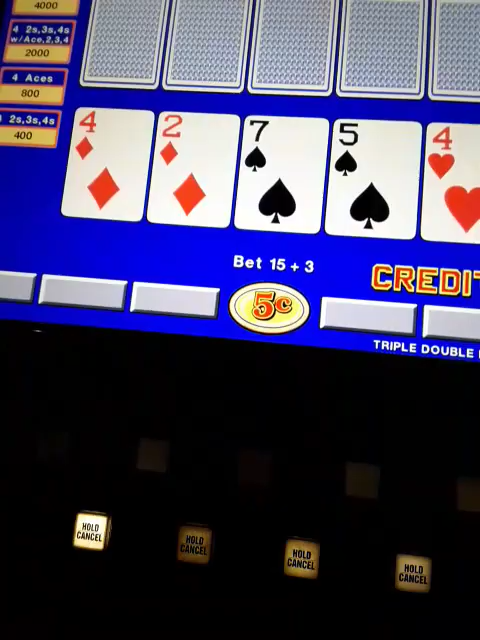 4000
4 2s,3s,4s
w/Ace,2,3,4
2000
4 Aces
800
2s,3s,4s
400
4
2
7
5
4
Bet 15 + 3
5¢
TRIPLE DOUBLE
HOLD
CANCEL
HOLD
CANCEL
HOLD
CANCEL
HOLD
CANCEL